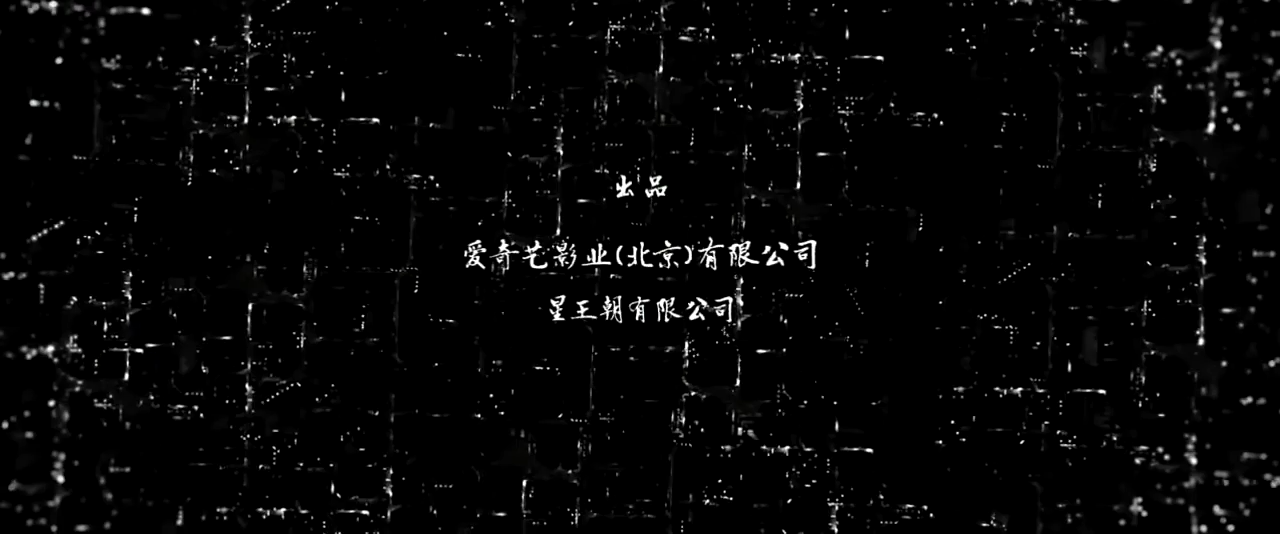 出品
爱奇艺影业(北京)有限公司
星王朝有限公司